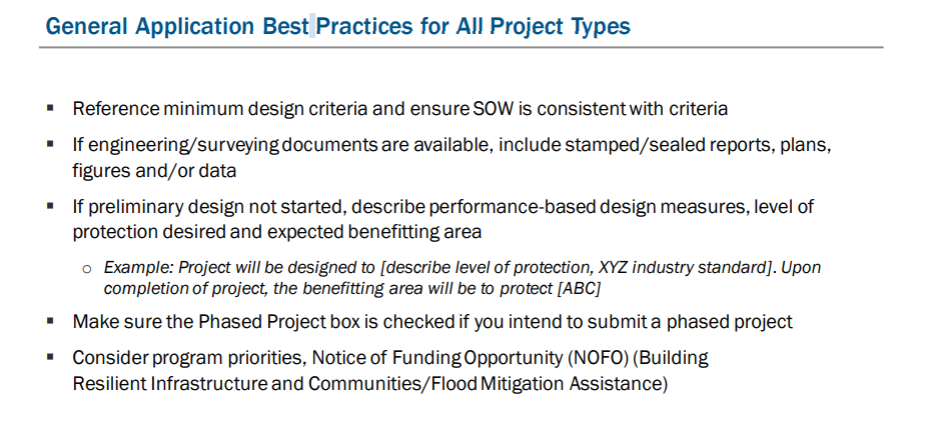 General Application Best Practices for All Project Types
▪ Reference minimum design criteria and ensure SOW is consistent with criteria
▪ If engineering/surveying documents are available, include stamped/sealed reports, plans,
figures and/or data
▪ If preliminary design not started, describe performance-based design measures, level of
protection desired and expected benefitting area
○ Example: Project will be designed to [describe level of protection, XYZ industry standard]. Upon
completion of project, the benefitting area will be to protect [ABC]
▪ Make sure the Phased Project box is checked if you intend to submit a phased project
▪ Consider program priorities, Notice of Funding Opportunity (NOFO) (Building
Resilient Infrastructure and Communities/Flood Mitigation Assistance)